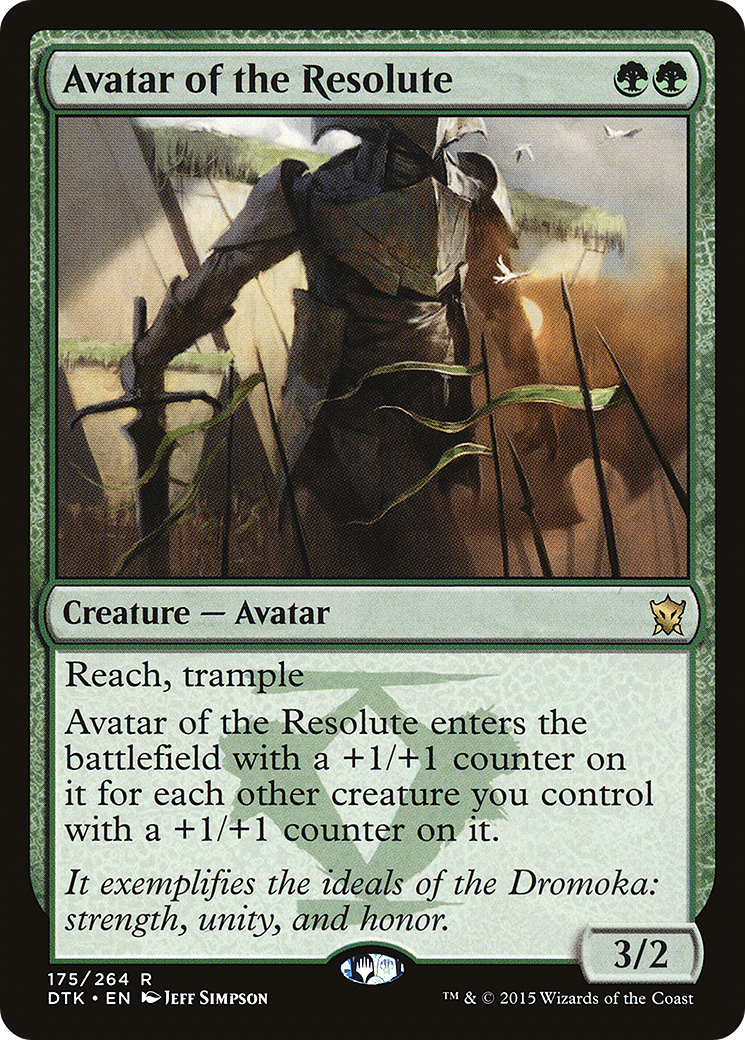 Avatar of the Resolute
Creature — Avatar
Reach, trample
Avatar of the Resolute enters the
battlefield with a +1/+1 counter on
it for each other creature you control
with a +1/+1 counter on it.
It exemplifies the ideals of the Dromoka:
strength, unity, and honor.
3/2
175/264 R
DTK • EN Jeff Simpson
™ & © 2015 Wizards of the Coast